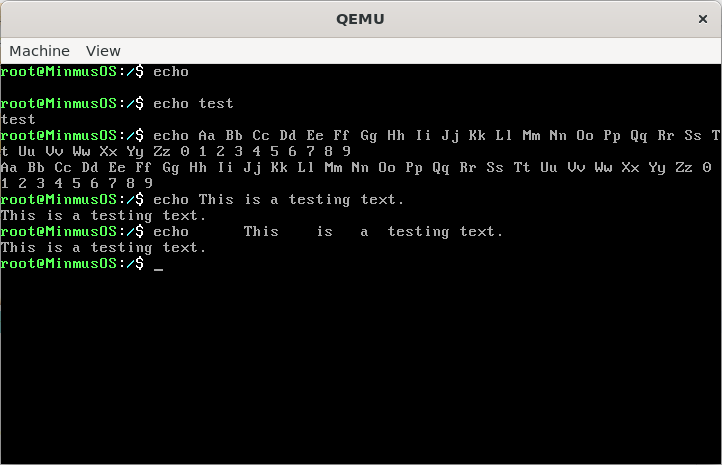 QEMU
×
Machine View
root@MinmusOS:/$ echo

root@MinmusOS:/$ echo test
test
root@MinmusOS:/$ echo Aa Bb Cc Dd Ee Ff Gg Hh Ii Jj Kk Ll Mm Nn Oo Pp Qq Rr Ss T
t Uu Vv Ww Xx Yy Zz 0 1 2 3 4 5 6 7 8 9
Aa Bb Cc Dd Ee Ff Gg Hh Ii Jj Kk Ll Mm Nn Oo Pp Qq Rr Ss Tt Uu Vv Ww Xx Yy Zz 0
1 2 3 4 5 6 7 8 9
root@MinmusOS:/$ echo This is a testing text.
This is a testing text.
root@MinmusOS:/$ echo      This    is   a  testing text.
This is a testing text.
root@MinmusOS:/$ _